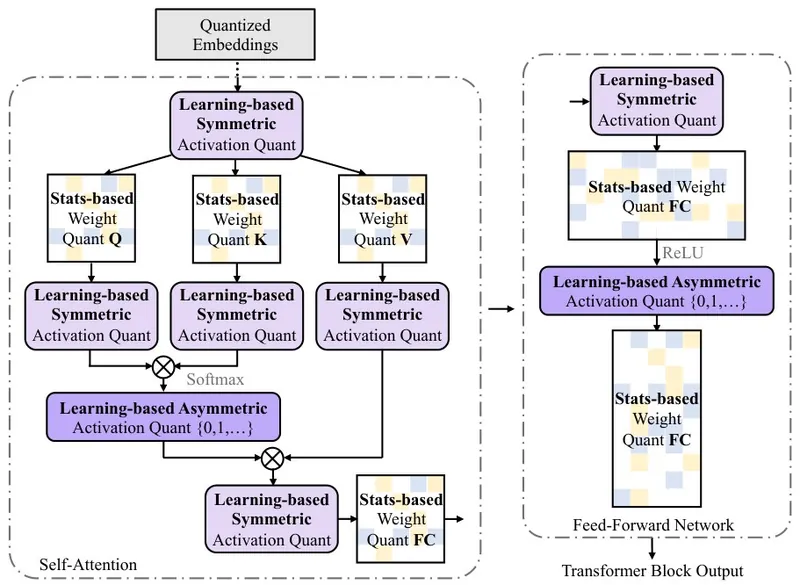 Quantized
Embeddings
Learning-based
Symmetric
Activation Quant
Stats-based
Weight
Quant Q
Stats-based
Weight
Quant K
Stats-based
Weight
Quant V
Learning-based
Symmetric
Activation Quant
Learning-based
Symmetric
Activation Quant
Learning-based
Symmetric
Activation Quant
Softmax
Learning-based Asymmetric
Activation Quant {0,1,…}
Learning-based
Symmetric
Activation Quant
Stats-based
Weight
Quant FC
Self-Attention
Learning-based
Symmetric
Activation Quant
Stats-based Weight
Quant FC
ReLU
Learning-based Asymmetric
Activation Quant {0,1,…}
Stats-based
Weight
Quant FC
Feed-Forward Network
Transformer Block Output